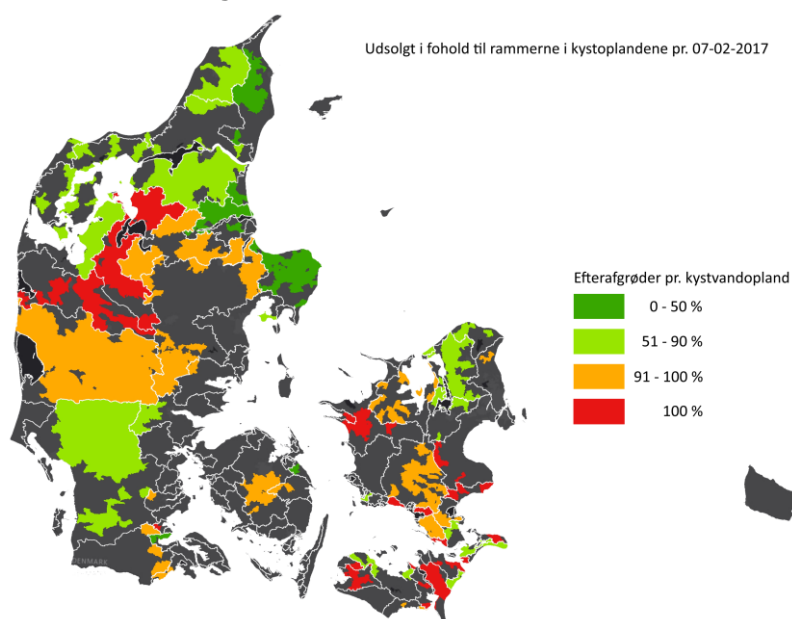 Udsolgt i fohold til rammerne i kystoplandene pr. 07-02-2017
Efterafgrøder pr. kystvandopland
0 - 50 %
51 - 90 %
91 - 100 %
100 %
DENMARK